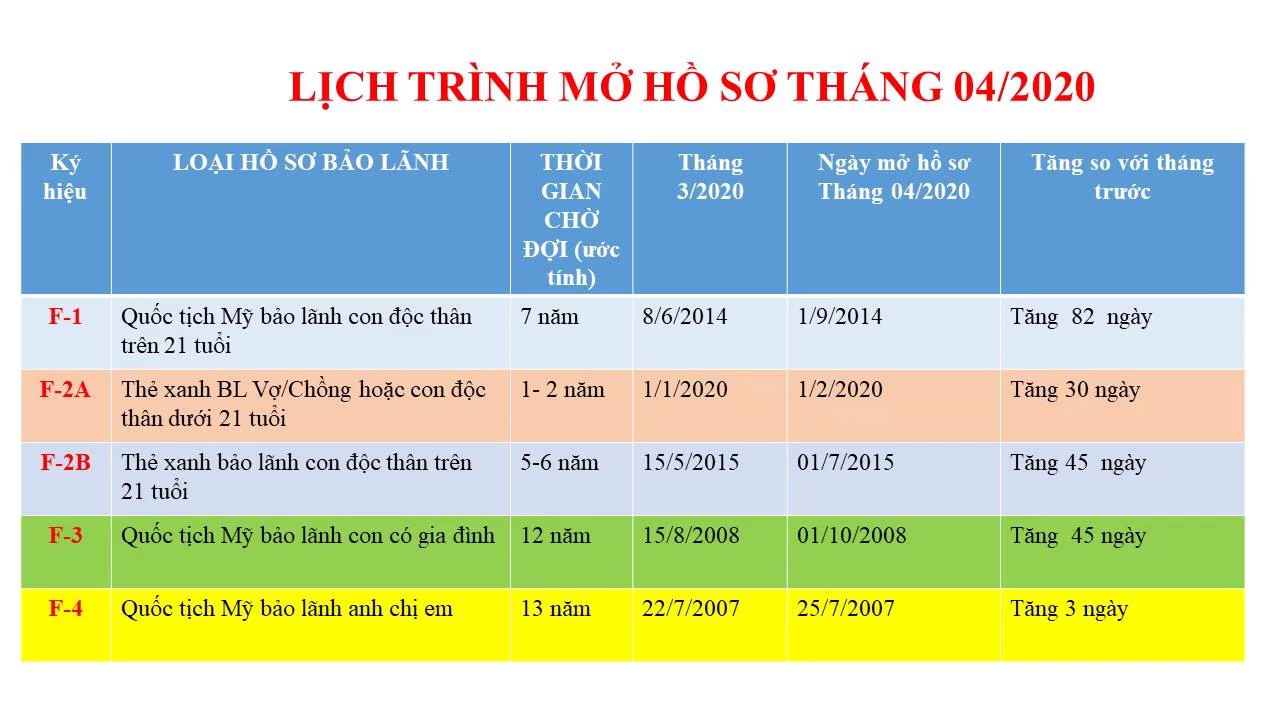 LỊCH TRÌNH MỞ HỒ SƠ THÁNG 04/2020
Ký hiệu
LOẠI HỒ SƠ BẢO LÃNH
THỜI
GIAN
CHỜ
ĐỢI (ước
tính)
Tháng
3/2020
Ngày mở hồ sơ
Tháng 04/2020
Tăng so với tháng
trước
F-1
Quốc tịch Mỹ bảo lãnh con độc thân
trên 21 tuổi
7 năm
8/6/2014
1/9/2014
Tăng 82 ngày
F-2A
Thẻ xanh BL Vợ/Chồng hoặc con độc
thân dưới 21 tuổi
1- 2 năm
1/1/2020
1/2/2020
Tăng 30 ngày
F-2B
Thẻ xanh bảo lãnh con độc thân trên
21 tuổi
5-6 năm
15/5/2015
01/7/2015
Tăng 45 ngày
F-3
Quốc tịch Mỹ bảo lãnh con có gia đình
12 năm
15/8/2008
01/10/2008
Tăng 45 ngày
F-4
Quốc tịch Mỹ bảo lãnh anh chị em
13 năm
22/7/2007
25/7/2007
Tăng 3 ngày